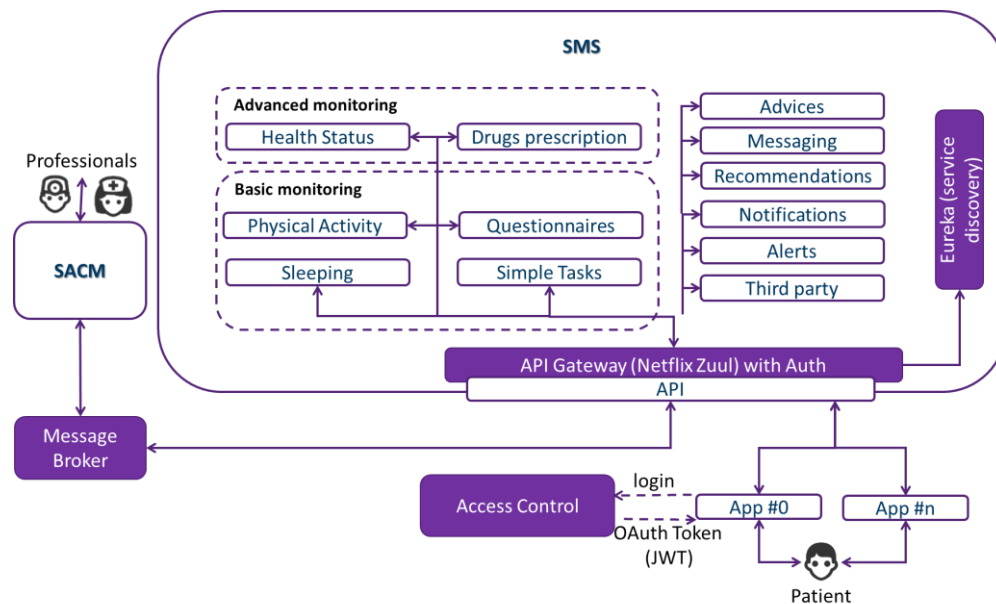 SMS
Advanced monitoring
Health Status
Drugs prescription
Basic monitoring
Physical Activity
Questionnaires
Sleeping
Simple Tasks
Advices
Messaging
Recommendations
Notifications
Alerts
Third party
Eureka (service
discovery)
Professionals
SACM
API Gateway (Netflix Zuul) with Auth
API
Message
Broker
Access Control
login
OAuth Token
(JWT)
App #0
App #n
Patient